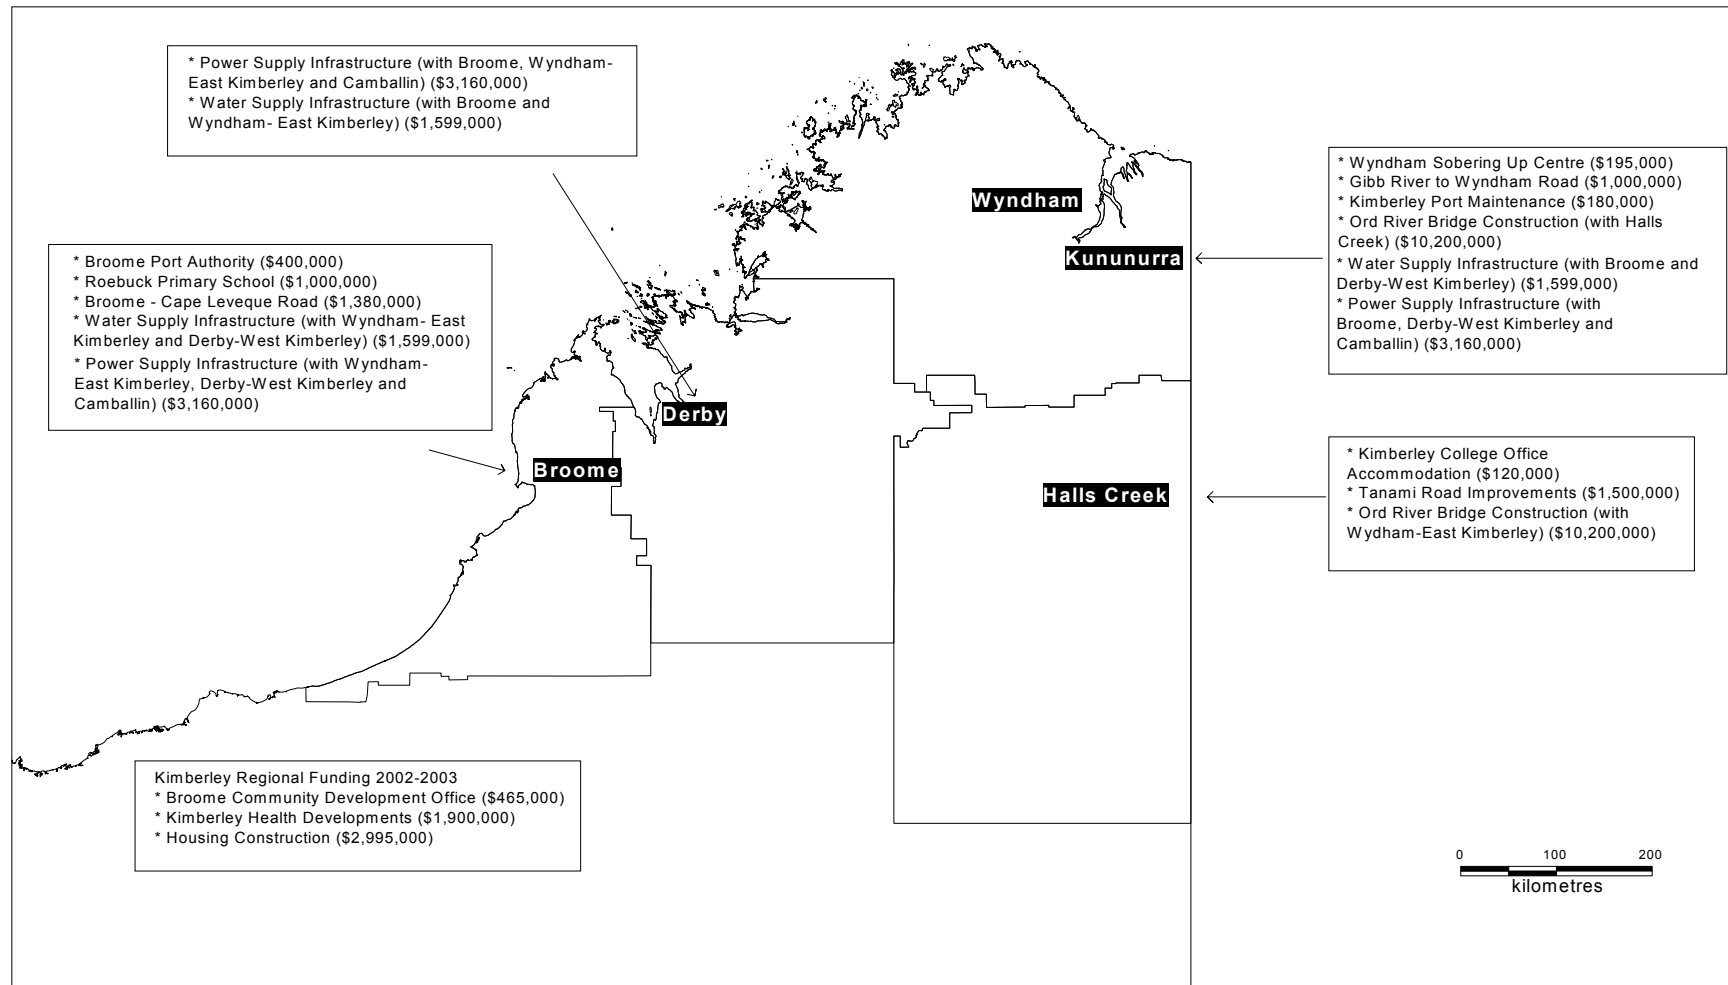 * Power Supply Infrastructure (with Broome, Wyndham-
East Kimberley and Camballin) ($3,160,000)
* Water Supply Infrastructure (with Broome and
Wyndham- East Kimberley) ($1,599,000)
* Wyndham Sobering Up Centre ($195,000)
* Gibb River to Wyndham Road ($1,000,000)
* Kimberley Port Maintenance ($180,000)
* Ord River Bridge Construction (with Halls
Creek) ($10,200,000)
* Water Supply Infrastructure (with Broome and
Derby-West Kimberley) ($1,599,000)
* Power Supply Infrastructure (with
Broome, Derby-West Kimberley and
Camballin) ($3,160,000)
Wyndham
Kununurra
* Broome Port Authority ($400,000)
* Roebuck Primary School ($1,000,000)
* Broome - Cape Leveque Road ($1,380,000)
* Water Supply Infrastructure (with Wyndham- East
Kimberley and Derby-West Kimberley) ($1,599,000)
* Power Supply Infrastructure (with Wyndham-
East Kimberley, Derby-West Kimberley and
Camballin) ($3,160,000)
Derby
Broome
Halls Creek
* Kimberley College Office
Accommodation ($120,000)
* Tanami Road Improvements ($1,500,000)
* Ord River Bridge Construction (with
Wydham-East Kimberley) ($10,200,000)
Kimberley Regional Funding 2002-2003
* Broome Community Development Office ($465,000)
* Kimberley Health Developments ($1,900,000)
* Housing Construction ($2,995,000)
0 100 200
kilometres